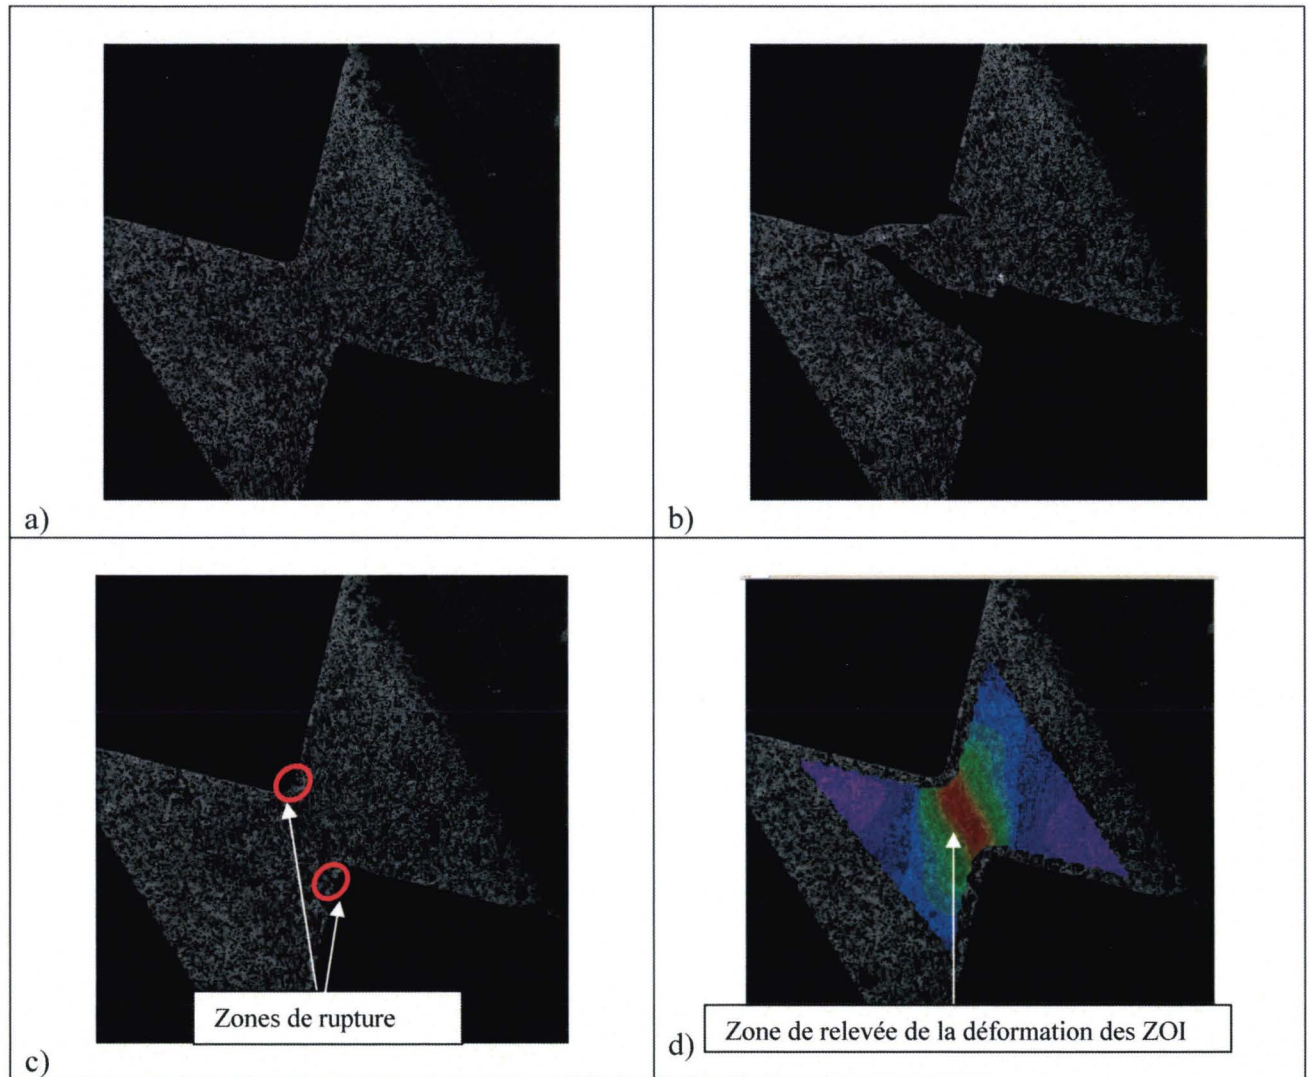 a)
b)
Zones de rupture
c)
Zone de relevée de la déformation des ZOI
d)